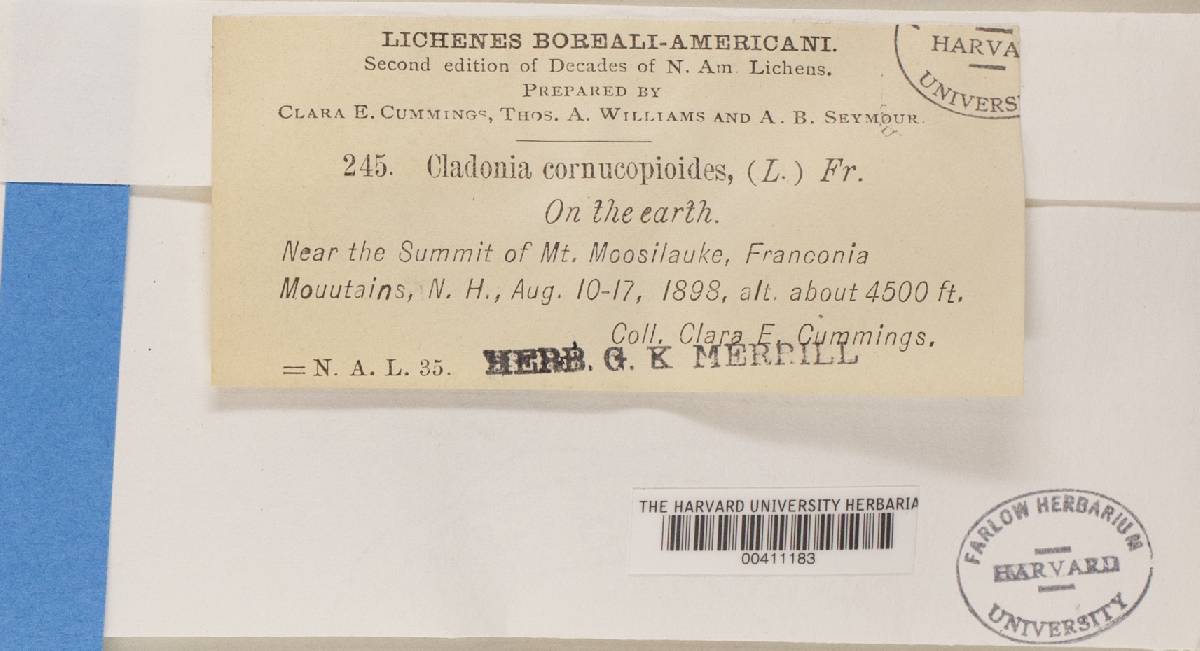 LICHENES BOREALI-AMERICANI.
Second edition of Decades of N. Am. Lichens.
PREPARED BY
CLARA E. CUMMINGS, THOS. A. WILLIAMS AND A. B. SEYMOUR.
HARVA
UNIVERS
245. Cladonia cornucopioides, (L.) Fr.
On the earth.
Near the Summit of Mt. Moosilauke, Franconia
Mouutains, N. H., Aug. 10-17, 1898, alt. about 4500 ft.
Coll. Clara E. Cummings.
= N. A. L. 35.
HERB. G. K MERRILL
THE HARVARD UNIVERSITY HERBARIA
00411183
FARLOW HERBARIUM
HARVARD
UNIVERSITY